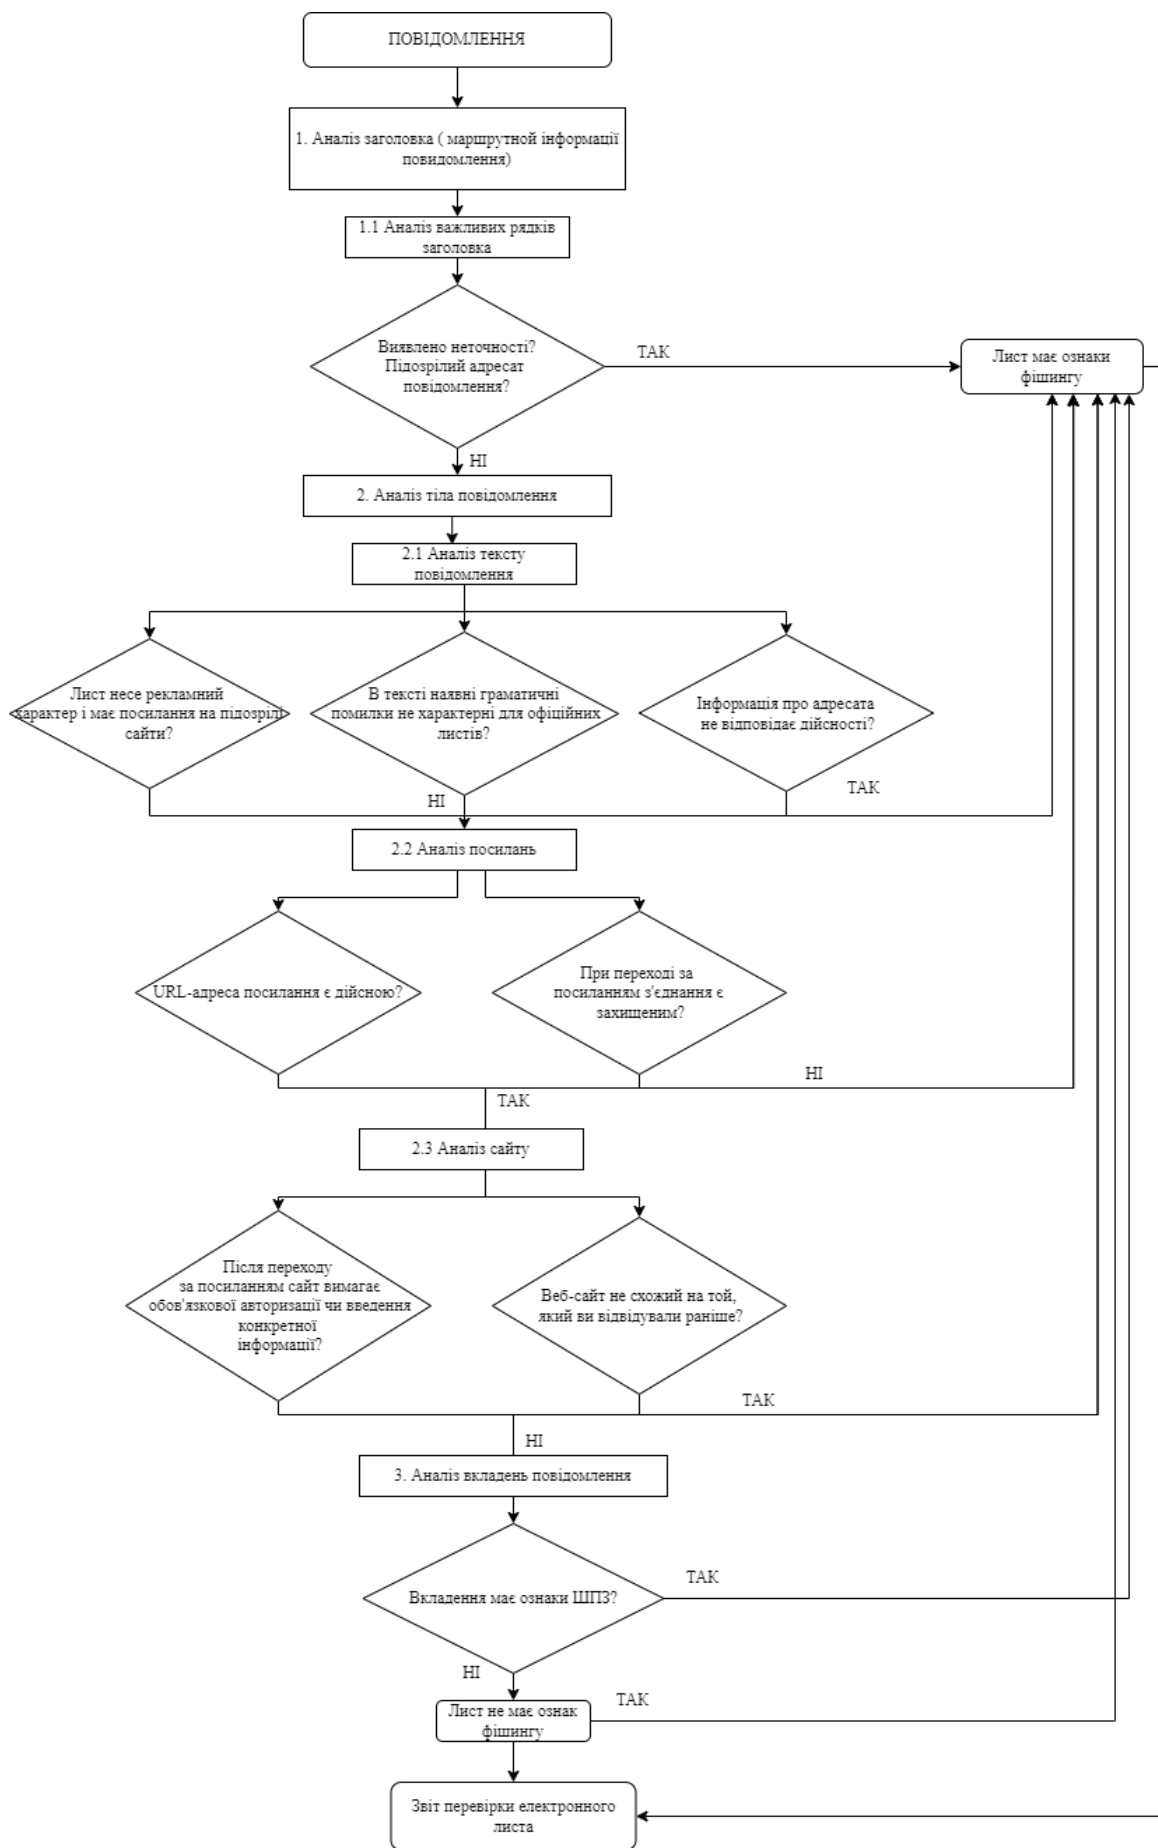 ПОВІДОМЛЕННЯ
1. Аналіз заголовка ( маршрутної інформації
повидомлення)
1.1 Аналіз важливих рядків
заголовка
Виявлено неточності?
Підозрілий адресат
повідомлення?
ТАК
Лист має ознаки
фішингу
НІ
2. Аналіз тіла повідомлення
2.1 Аналіз тексту
повідомлення
Лист несе рекламний
характер і має посилання на підозрілі
сайти?
В тексті наявні граматичні
помилки не характерні для офіційних
листів?
Інформація про адресата
не відповідає дійсності?
НІ
ТАК
2.2 Аналіз посилань
URL-адреса посилання є дійсною?
При переході за
посиланням з'єднання є
захищеним?
НІ
ТАК
2.3 Аналіз сайту
Після переходу
за посиланням сайт вимагає
обов'язкової авторизації чи введення
конкретної
інформації?
Веб-сайт не схожий на той,
який ви відвідували раніше?
ТАК
НІ
3. Аналіз вкладень повідомлення
Вкладення має ознаки ШПЗ?
ТАК
НІ
Лист не має ознак
фішингу
ТАК
Звіт перевірки електронного
листа